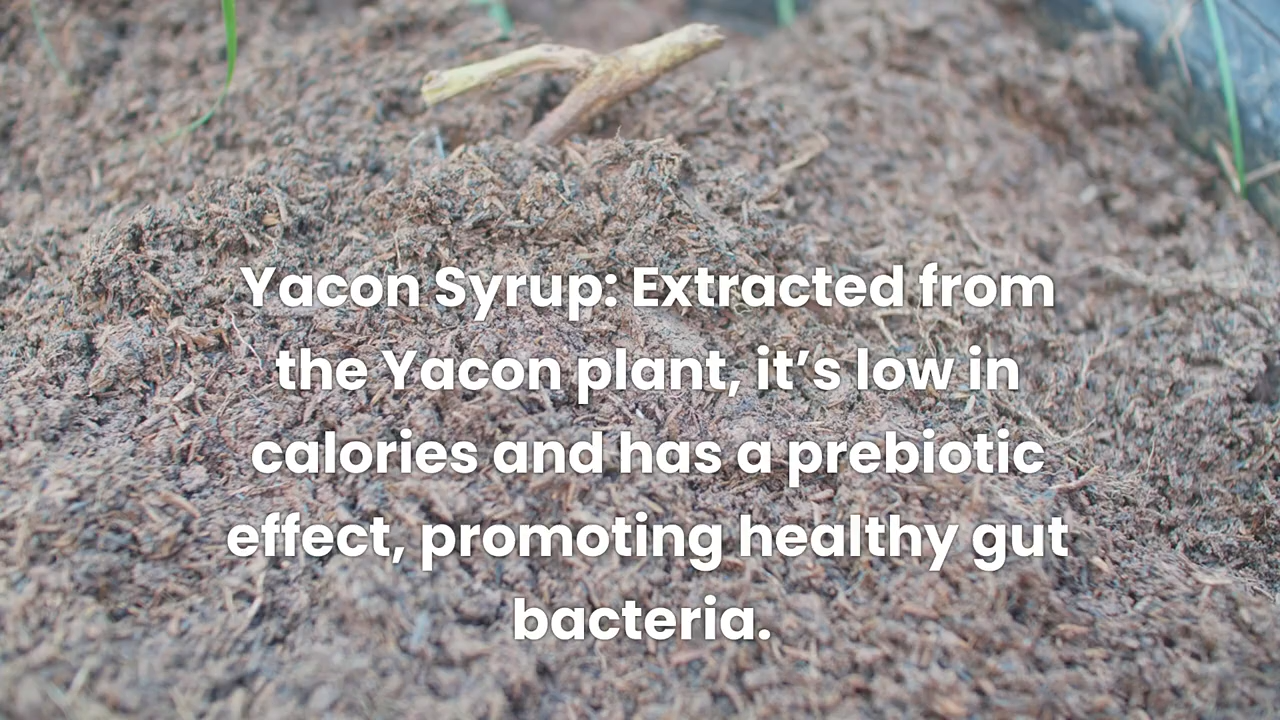 Yacon Syrup: Extracted from
the Yacon plant, it’s low in
calories and has a prebiotic
effect, promoting healthy gut
bacteria.